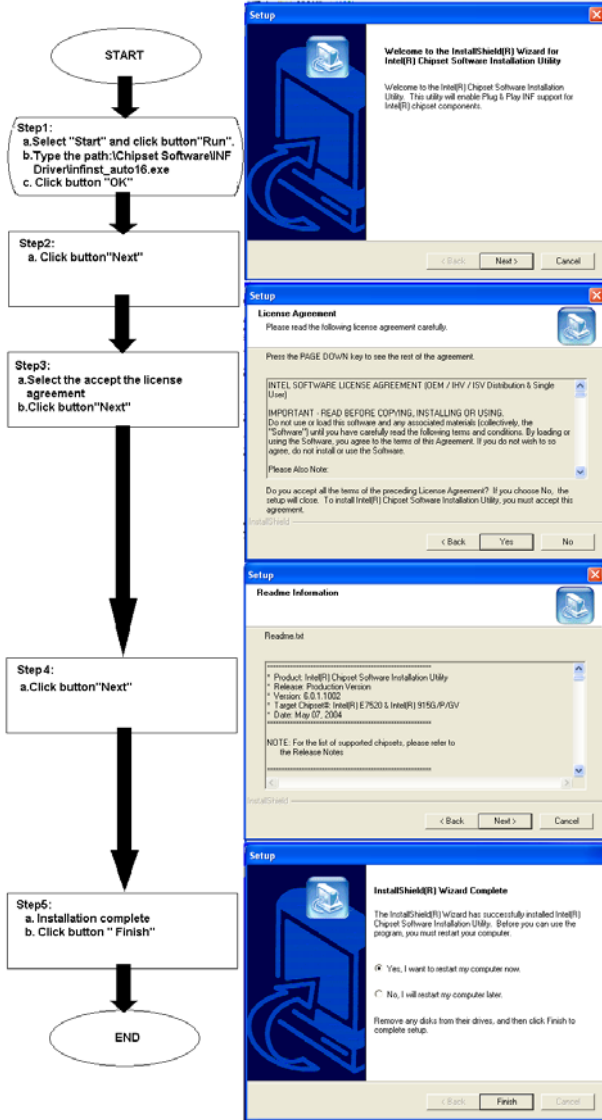 START
Step1:
a.Select "Start" and click button"Run".
b.Type the path:\Chipset Software\INF
Driver\infinst_auto16.exe
c. Click button "OK"
Step2:
a. Click button"Next"
Step3:
a.Select the accept the license
agreement
b.Click button"Next"
Step4:
a.Click button"Next"
Step5:
a. Installation complete
b. Click button " Finish"
END
Setup
Welcome to the InstallShield(R) Wizard for
Intel(R) Chipset Software Installation Utility
Welcome to the Intel(R) Chipset Software Installation
Utility. This utility will enable Plug & Play INF support for
Intel(R) chipset components.
< Back Next > Cancel
Setup
License Agreement
Please read the following license agreement carefully.
Press the PAGE DOWN key to see the rest of the agreement.
INTEL SOFTWARE LICENSE AGREEMENT (OEM / IHV / ISV Distribution & Single
User)
IMPORTANT - READ BEFORE COPYING, INSTALLING OR USING.
Do not use or load this software and any associated materials (collectively, the
"Software") until you have carefully read the following terms and conditions. By loading or
using the Software, you agree to the terms of this Agreement. If you do not wish to so
agree, do not install or use the Software.
Please Also Note:
Do you accept all the terms of the preceding License Agreement? If you choose No, the
setup will close. To install Intel(R) Chipset Software Installation Utility, you must accept this
agreement.
InstallShield
< Back Yes No
Setup
Readme Information
Readme.txt
************************************************************
* Product: Intel(R) Chipset Software Installation Utility
* Release: Production Version
* Version: 6.0.1.1002
* Target Chipset#: Intel(R) E7520 & Intel(R) 915G/P/GV
* Date: May 07, 2004
************************************************************
NOTE: For the list of supported chipsets, please refer to
the Release Notes
************************************************************
InstallShield
< Back Next > Cancel
Setup
InstallShield(R) Wizard Complete
The InstallShield(R) Wizard has successfully installed Intel(R)
Chipset Software Installation Utility. Before you can use the
program, you must restart your computer.
Yes, I want to restart my computer now.
No, I will restart my computer later.
Remove any disks from their drives, and then click Finish to
complete setup.
< Back Finish Cancel